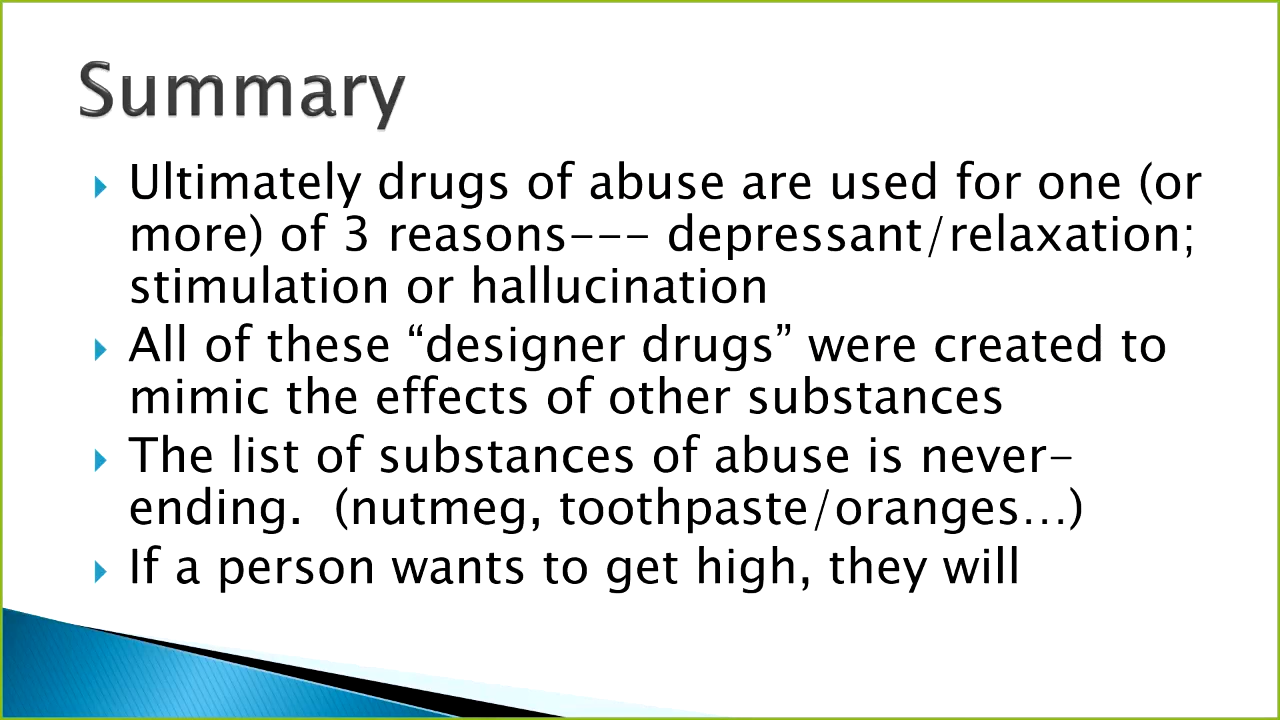 Summary
Ultimately drugs of abuse are used for one (or
more) of 3 reasons--- depressant/relaxation;
stimulation or hallucination
All of these “designer drugs” were created to
mimic the effects of other substances
The list of substances of abuse is never-
ending.  (nutmeg, toothpaste/oranges…)
If a person wants to get high, they will